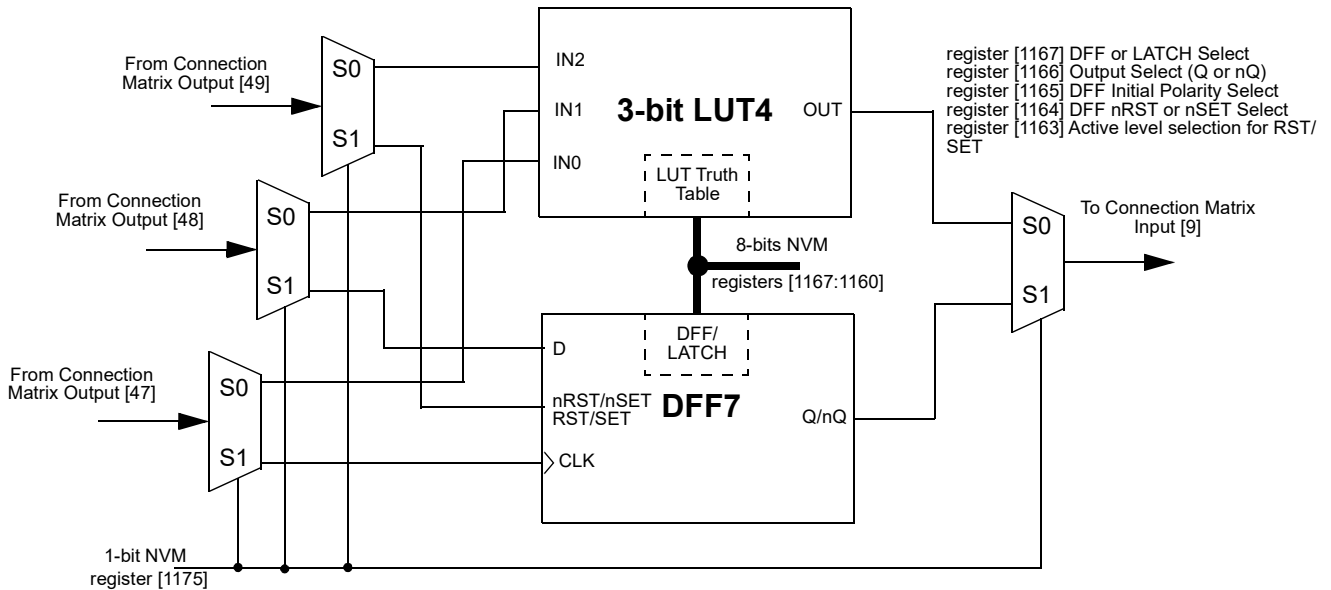 From Connection
Matrix Output [49]
S0
S1
IN2
IN1
IN0
3-bit LUT4
OUT
LUT Truth
Table
register [1167] DFF or LATCH Select
register [1166] Output Select (Q or nQ)
register [1165] DFF Initial Polarity Select
register [1164] DFF nRST or nSET Select
register [1163] Active level selection for RST/
SET
From Connection
Matrix Output [48]
S0
S1
8-bits NVM
registers [1167:1160]
S0
S1
To Connection Matrix
Input [9]
From Connection
Matrix Output [47]
S0
S1
D
nRST/nSET
RST/SET
CLK
DFF/
LATCH
DFF7
Q/nQ
1-bit NVM
register [1175]